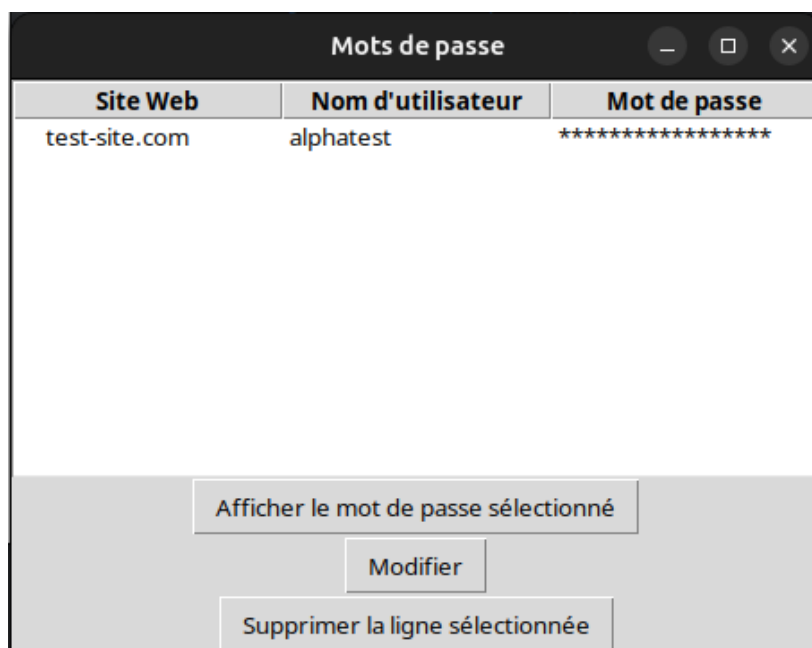 Mots de passe
Site Web Nom d'utilisateur Mot de passe
test-site.com alphatest *****************
Afficher le mot de passe sélectionné
Modifier
Supprimer la ligne sélectionnée